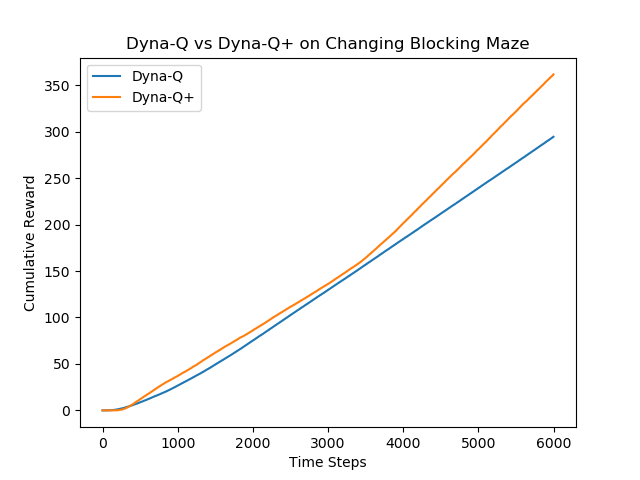 Dyna-Q vs Dyna-Q+ on Changing Blocking Maze
Dyna-Q
Dyna-Q+
Cumulative Reward
350
300
250
200
150
100
50
0
0 1000 2000 3000 4000 5000 6000
Time Steps